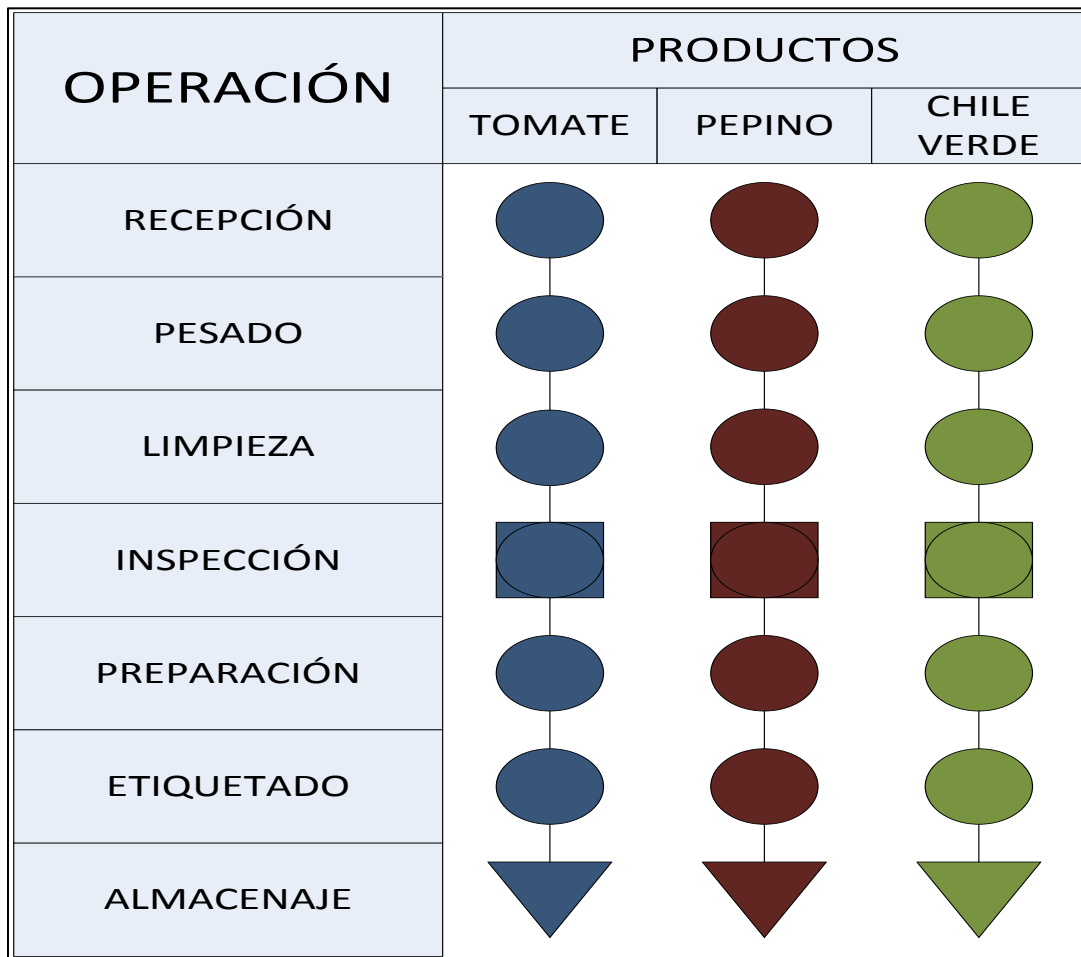 OPERACIÓN
PRODUCTOS
TOMATE
PEPINO
CHILE
VERDE
RECEPCIÓN
PESADO
LIMPIEZA
INSPECCIÓN
PREPARACIÓN
ETIQUETADO
ALMACENAJE